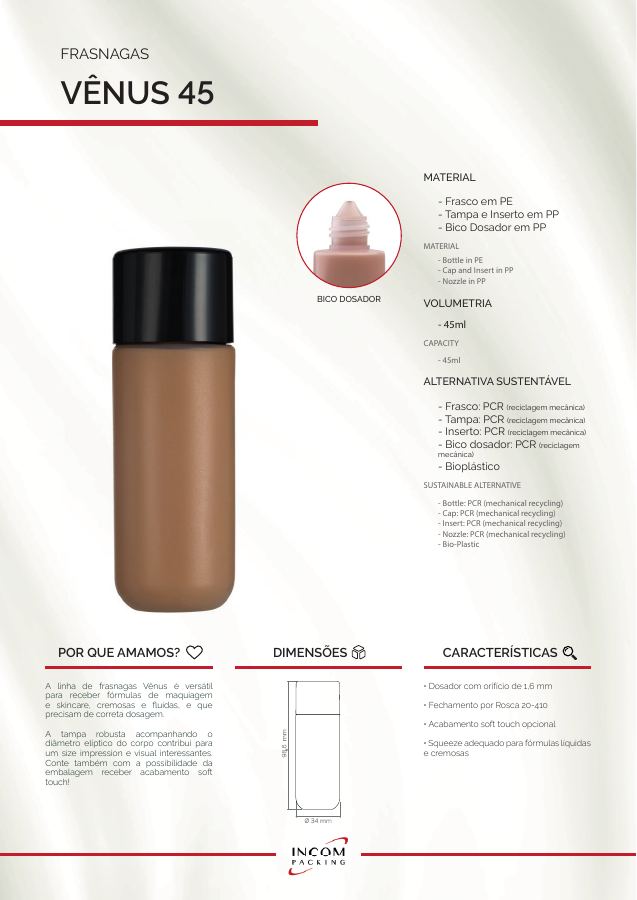 FRASNAGAS
VÊNUS 45
BICO DOSADOR
MATERIAL
- Frasco em PE
- Tampa e Inserto em PP
- Bico Dosador em PP
MATERIAL
- Bottle in PE
- Cap and Insert in PP
- Nozzle in PP
VOLUMETRIA
- 45ml
CAPACITY
- 45ml
ALTERNATIVA SUSTENTÁVEL
- Frasco: PCR (reciclagem mecânica)
- Tampa: PCR (reciclagem mecânica)
- Inserto: PCR (reciclagem mecânica)
- Bico dosador: PCR (reciclagem
mecânica)
- Bioplástico
SUSTAINABLE ALTERNATIVE
- Bottle: PCR (mechanical recycling)
- Cap: PCR (mechanical recycling)
- Insert: PCR (mechanical recycling)
- Nozzle: PCR (mechanical recycling)
- Bio-Plastic
POR QUE AMAMOS?
A linha de frasnagas Vênus é versátil
para receber fórmulas de maquiagem
e skincare, cremosas e fluidas, e que
precisam de correta dosagem.
A tampa robusta acompanhando o
diâmetro elíptico do corpo contribui para
um size impression e visual interessantes.
Conte também com a possibilidade da
embalagem receber acabamento soft
touch!
DIMENSÕES
98,6 mm
Ø 34 mm
CARACTERÍSTICAS
• Dosador com orifício de 1,6 mm
• Fechamento por Rosca 20-410
• Acabamento soft touch opcional
• Squeeze adequado para fórmulas líquidas
e cremosas
INCOM
PACKING